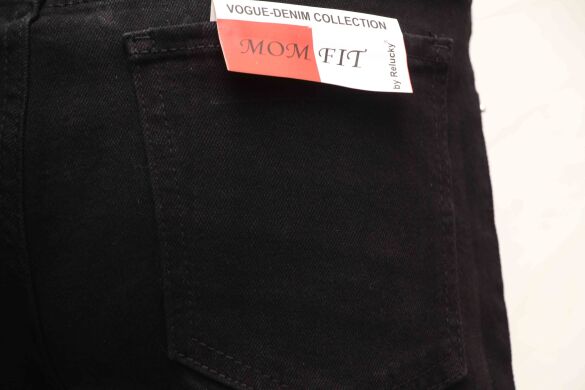 VOGUE-DENIM COLLECTION
MOM FIT
by Relucky